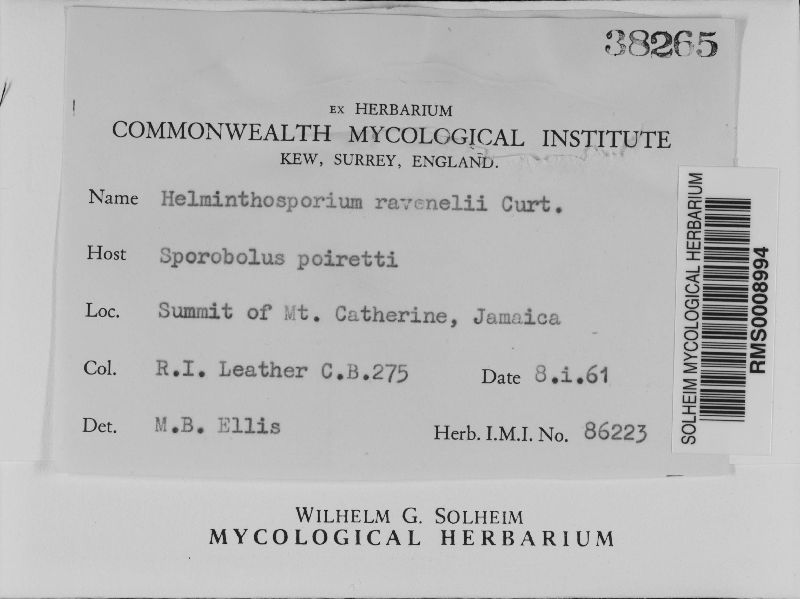 38265
EX HERBARIUM
COMMONWEALTH MYCOLOGICAL INSTITUTE
KEW, SURREY, ENGLAND.
Name Helminthosporium ravenelii Curt.
Host Sporobolus poiretti
Loc. Summit of Mt. Catherine, Jamaica
Col. R.I. Leather C.B.275 Date 8.i.61
Det. M.B. Ellis Herb. I.M.I. No. 86223
SOLHEIM MYCOLOGICAL HERBARIUM
RMS0008994
WILHELM G. SOLHEIM
MYCOLOGICAL HERBARIUM